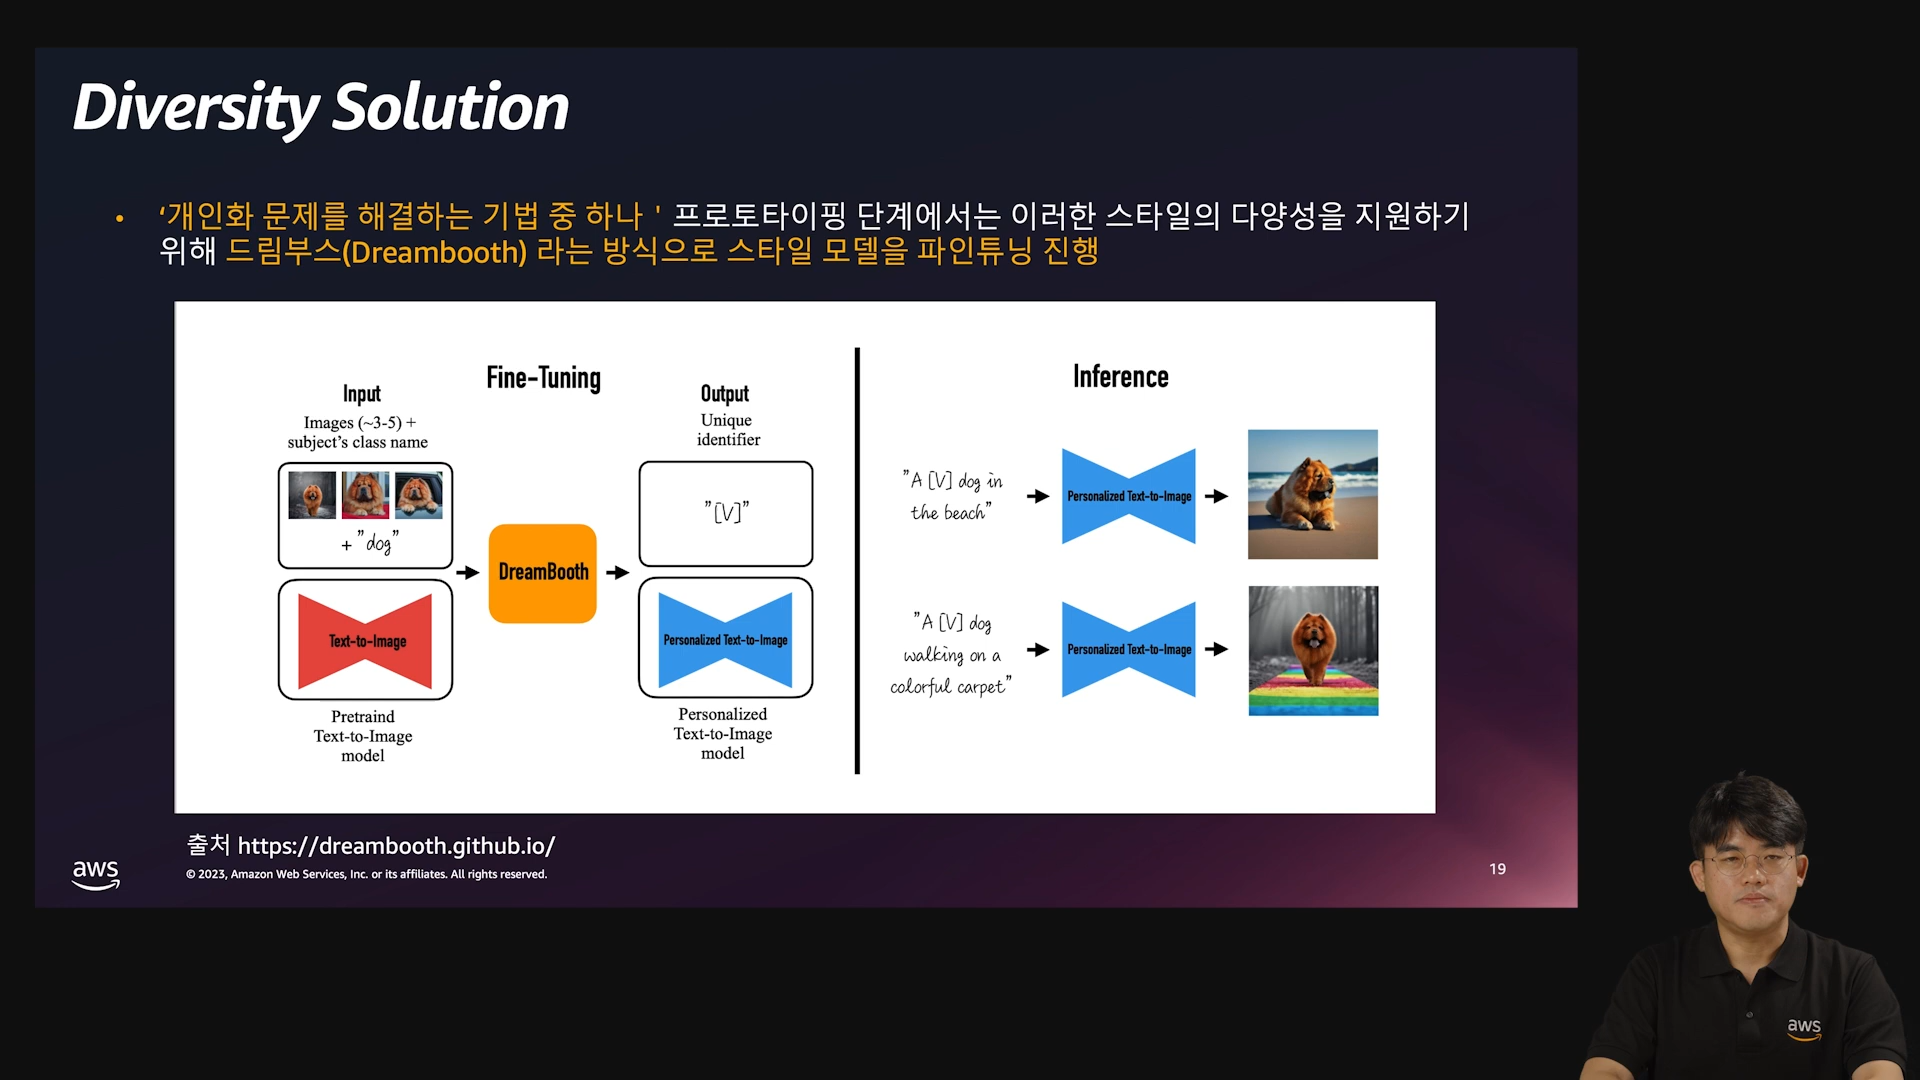 Diversity Solution
• ‘개인화 문제를 해결하는 기법 중 하나 ' 프로토타이핑 단계에서는 이러한 스타일의 다양성을 지원하기
위해 드림부스(Dreambooth) 라는 방식으로 스타일 모델을 파인튜닝 진행
Fine-Tuning
Input
Images (~3-5) +
subject’s class name
+ "dog"
Text-to-Image
Pretraind
Text-to-Image
model
DreamBooth
Output
Unique
identifier
"[V]"
Personalized Text-to-Image
Personalized
Text-to-Image
model
Inference
"A [V] dog in
the beach"
Personalized Text-to-Image
"A [V] dog
walking on a
colorful carpet"
Personalized Text-to-Image
출처 https://dreambooth.github.io/
aws
© 2023, Amazon Web Services, Inc. or its affiliates. All rights reserved.
19
aws